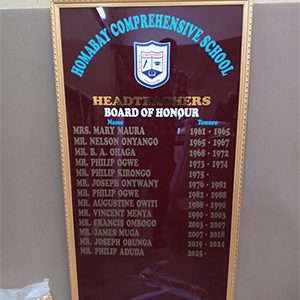 HOMABAY COMPREHENSIVE SCHOOL
HEADTEACHERS
BOARD OF HONOUR
Name Tenure
MRS. MARY MAURA 1961 - 1965
MR. NELSON ONYANGO 1965 - 1967
MR. B. A. OHAGA 1968 - 1972
MR. PHILIP OGWE 1973 - 1974
MR. PHILIP KIRONGO 1975 -
MR. JOSEPH ONYWANY 1976 - 1981
MR. PHILIP OGWE 1981 - 1988
MR. AUGUSTINE OWITI 1988 - 1990
MR. VINCENT MENYA 1990 - 2003
MR. FRANCIS OMBOGO 2003 - 2007
MR. JAMES MUGA 2007 - 2018
MR. JOSEPH OBUNGA 2019 - 2024
MR. PHILIP ADUDA 2025 -